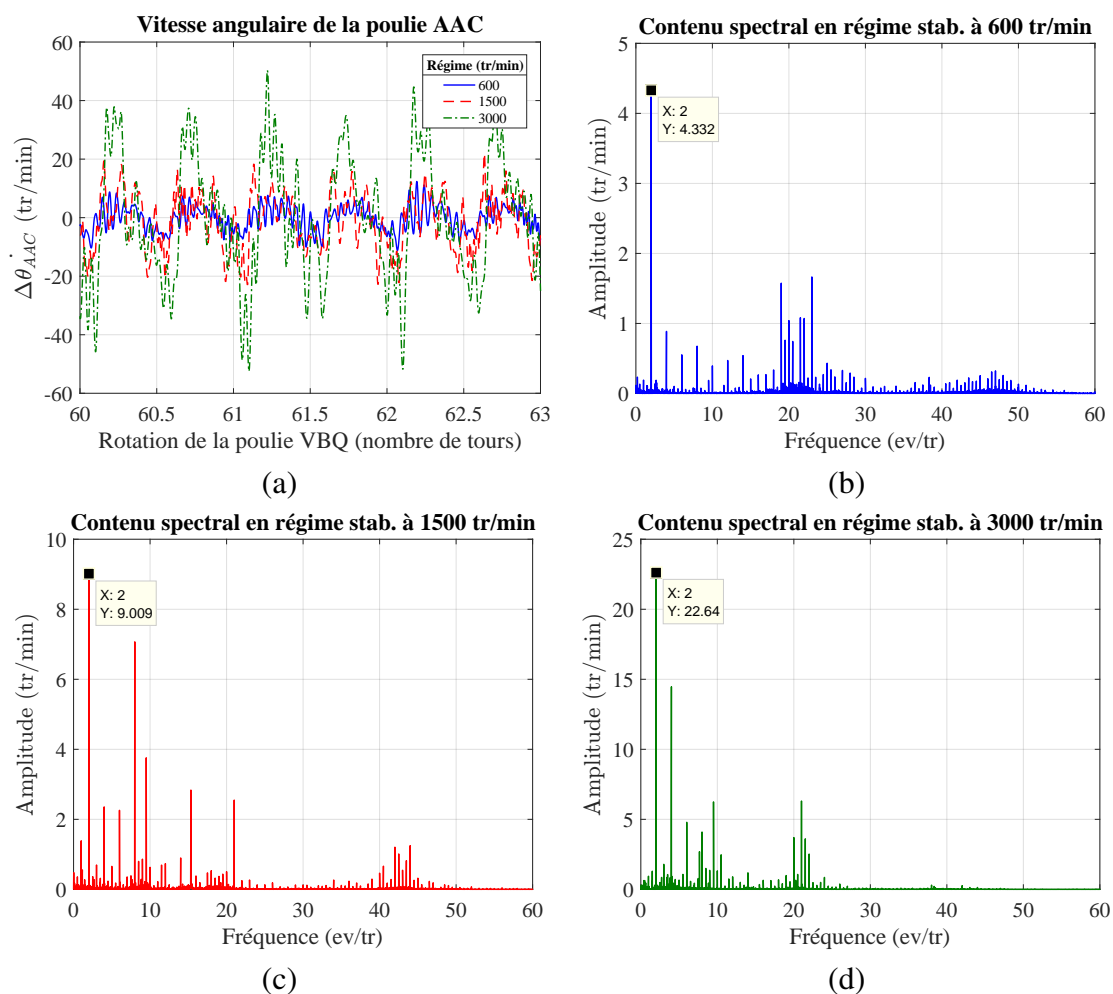 Vitesse angulaire de la poulie AAC
Régime (tr/min)
600
1500
3000
60
40
20
0
-20
-40
-60
Δθ̇_AAC (tr/min)
60 60.5 61 61.5 62 62.5 63
Rotation de la poulie VBQ (nombre de tours)
(a)
Contenu spectral en régime stab. à 600 tr/min
X: 2
Y: 4.332
5
4
3
2
1
0
Amplitude (tr/min)
0 10 20 30 40 50 60
Fréquence (ev/tr)
(b)
Contenu spectral en régime stab. à 1500 tr/min
X: 2
Y: 9.009
10
8
6
4
2
0
Amplitude (tr/min)
0 10 20 30 40 50 60
Fréquence (ev/tr)
(c)
Contenu spectral en régime stab. à 3000 tr/min
X: 2
Y: 22.64
25
20
15
10
5
0
Amplitude (tr/min)
0 10 20 30 40 50 60
Fréquence (ev/tr)
(d)